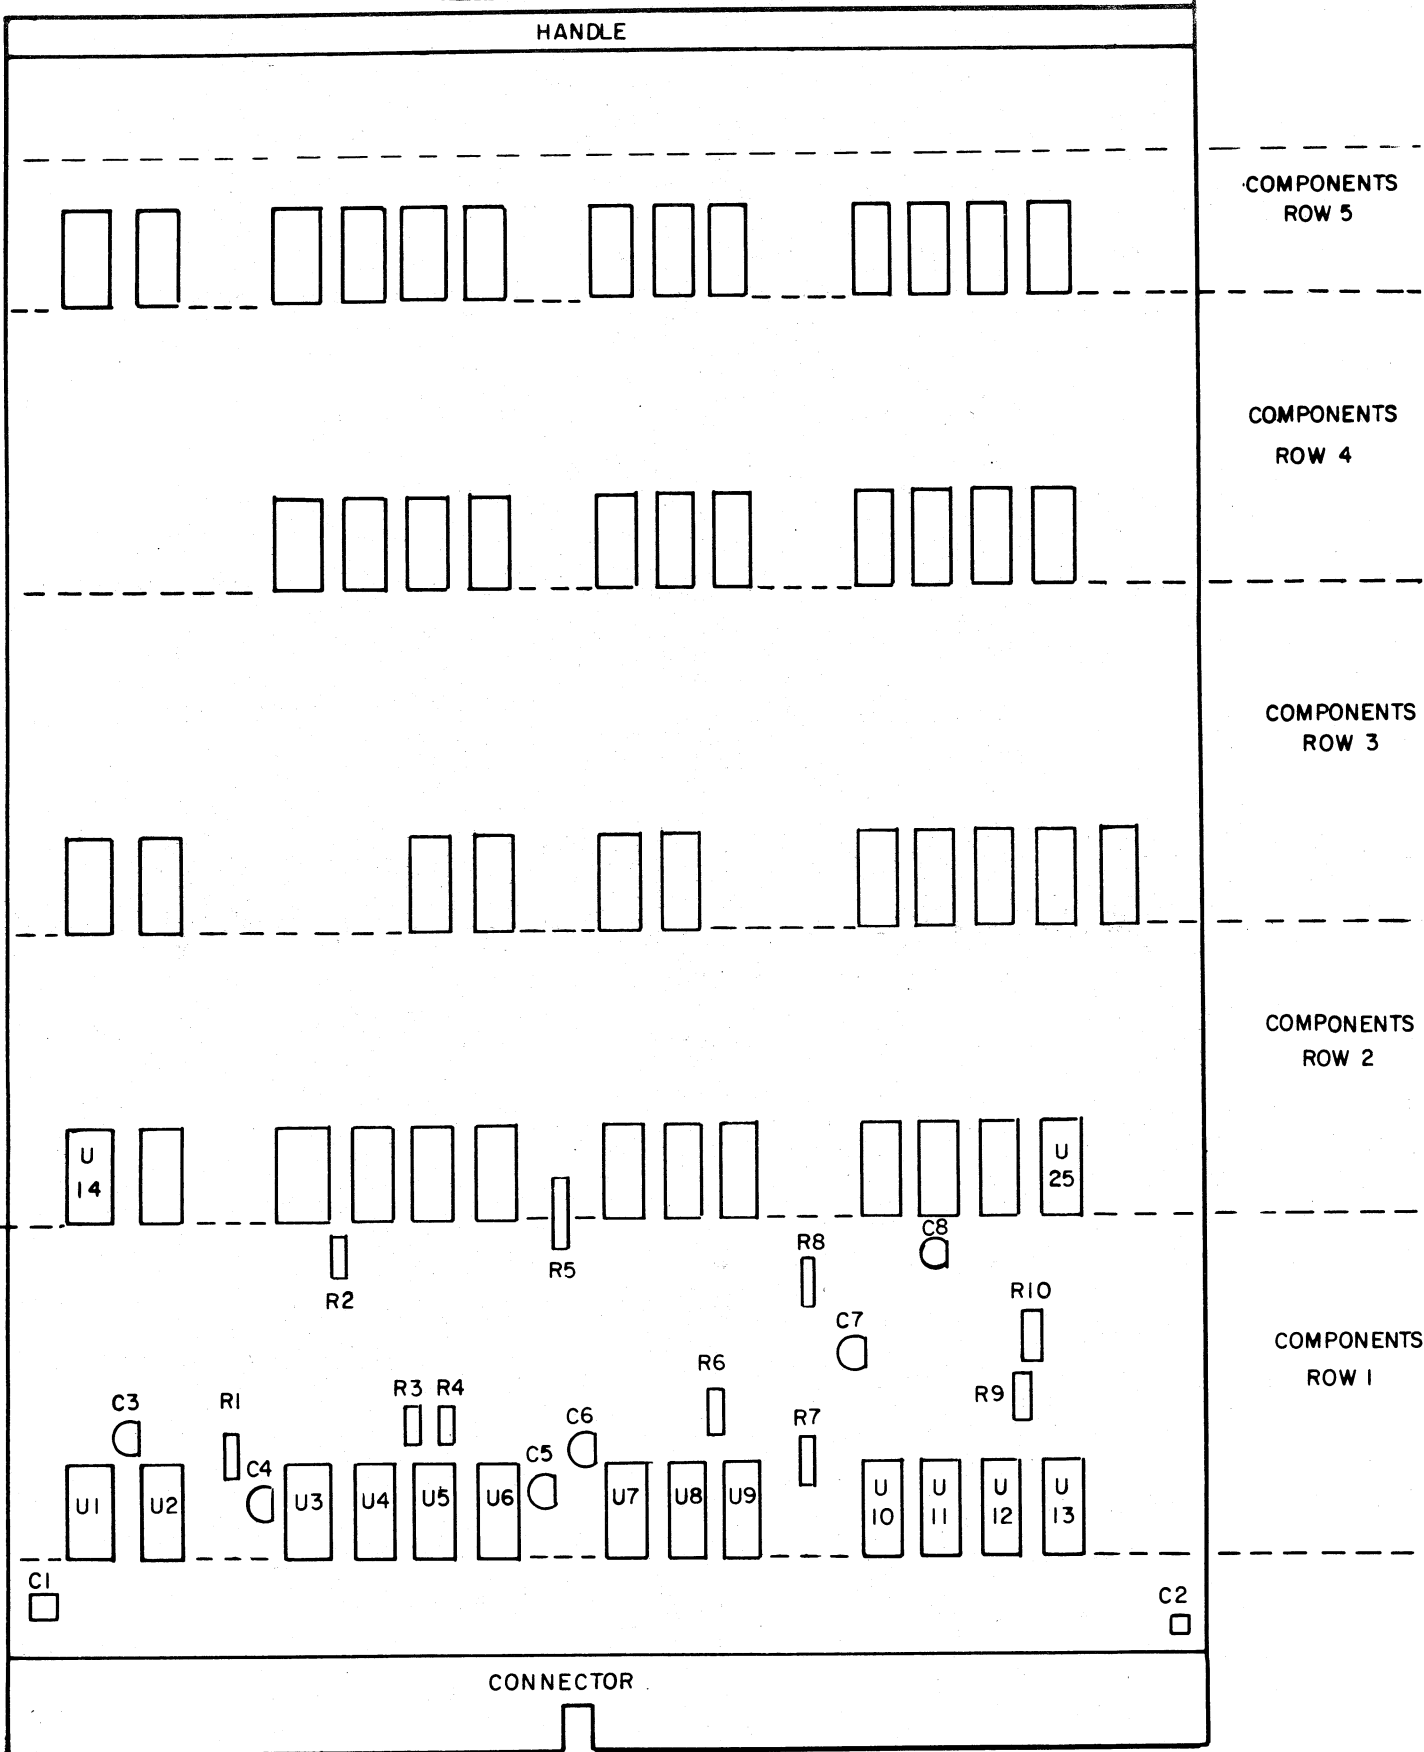 HANDLE
COMPONENTS
ROW 5
COMPONENTS
ROW 4
COMPONENTS
ROW 3
COMPONENTS
ROW 2
U
14
U
25
R2
R5
R8
C8
R10
C7
COMPONENTS
ROW 1
R6
R3 R4
R9
C3
R1
C6
R7
C4
C5
U1
U2
U3
U4
U5
U6
U7
U8
U9
U
10
U
11
U
12
U
13
C1
C2
CONNECTOR